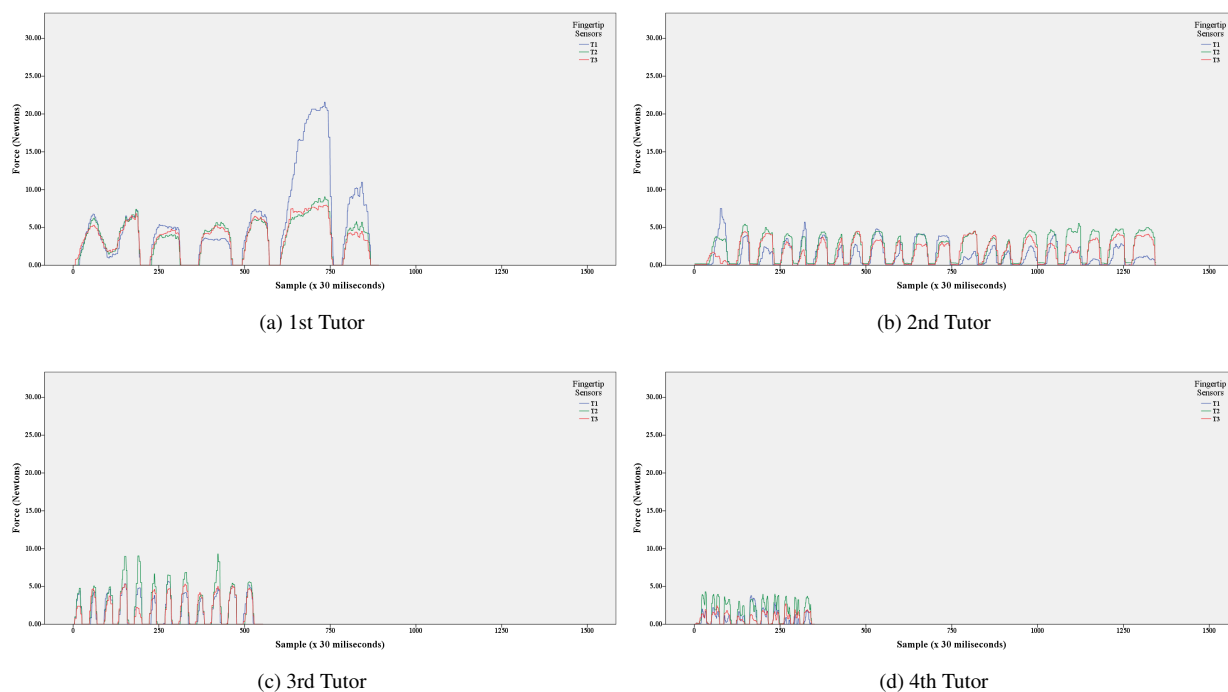 Fingertip
Sensors
T1
T2
T3
30.00
25.00
20.00
15.00
10.00
5.00
0.00
Force (Newtons)
0
250
500
750
1000
1250
1500
Sample (x 30 miliseconds)
(a) 1st Tutor
Fingertip
Sensors
T1
T2
T3
30.00
25.00
20.00
15.00
10.00
5.00
0.00
Force (Newtons)
0
250
500
750
1000
1250
1500
Sample (x 30 miliseconds)
(b) 2nd Tutor
Fingertip
Sensors
T1
T2
T3
30.00
25.00
20.00
15.00
10.00
5.00
0.00
Force (Newtons)
0
250
500
750
1000
1250
1500
Sample (x 30 miliseconds)
(c) 3rd Tutor
Fingertip
Sensors
T1
T2
T3
30.00
25.00
20.00
15.00
10.00
5.00
0.00
Force (Newtons)
0
250
500
750
1000
1250
1500
Sample (x 30 miliseconds)
(d) 4th Tutor